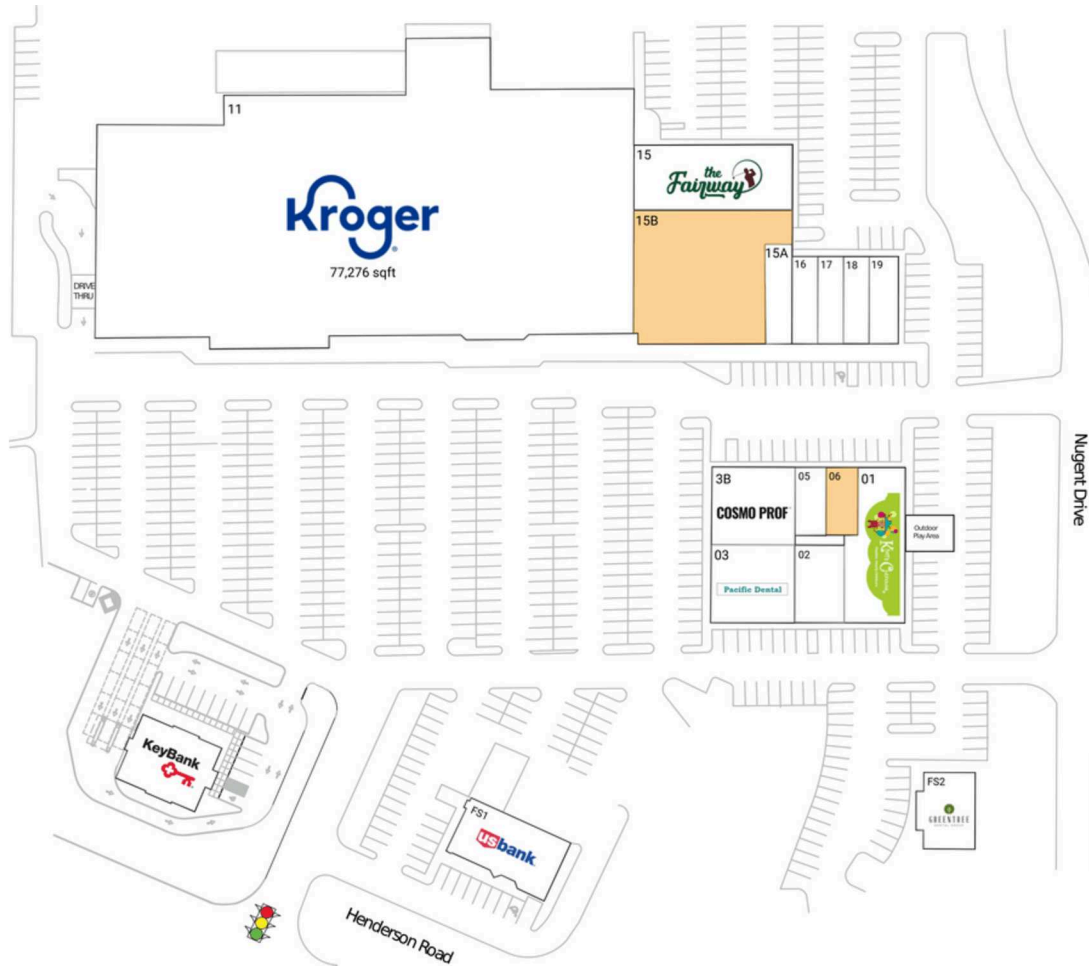 11
Kroger
77,276 sqft
DRIVE
THRU
15
the
Fairway
15B
15A
16
17
18
19
Nugent Drive
3B
COSMO PROF
05
06
01
Outdoor
Play Area
03
Pacific Dental
02
KeyBank
FS1
usbank
FS2
GREENTREE
Henderson Road